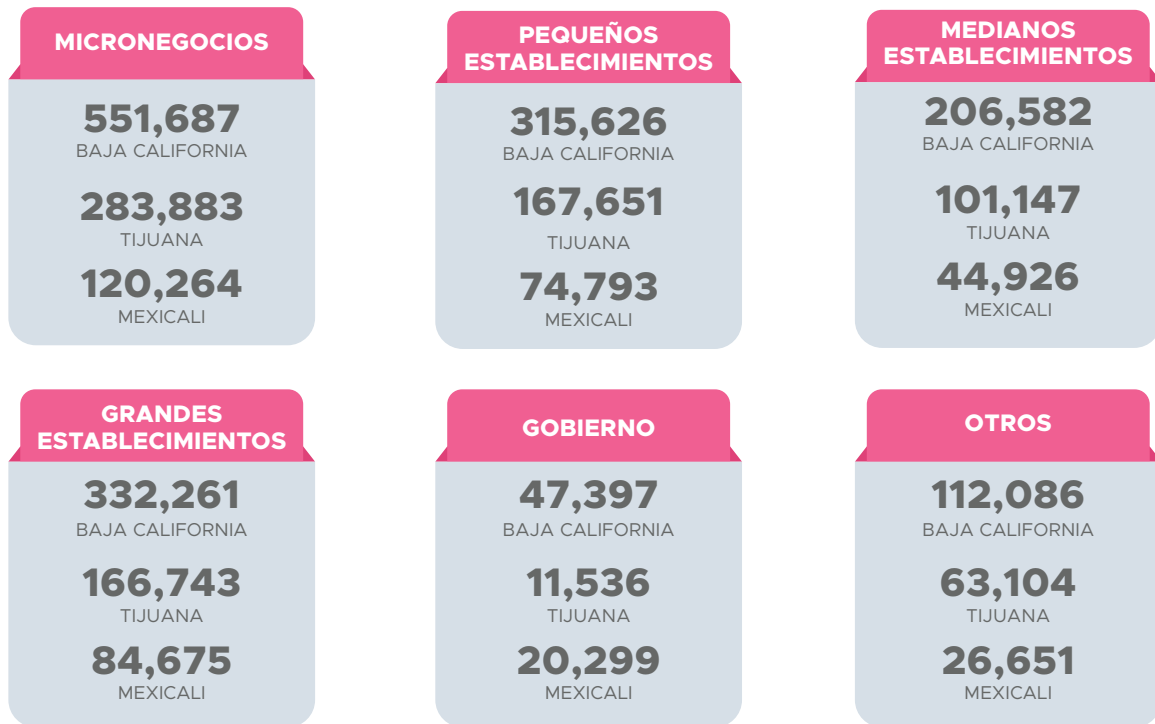 MICRONEGOCIOS
551,687
BAJA CALIFORNIA
283,883
TIJUANA
120,264
MEXICALI
PEQUEÑOS
ESTABLECIMIENTOS
315,626
BAJA CALIFORNIA
167,651
TIJUANA
74,793
MEXICALI
MEDIANOS
ESTABLECIMIENTOS
206,582
BAJA CALIFORNIA
101,147
TIJUANA
44,926
MEXICALI
GRANDES
ESTABLECIMIENTOS
332,261
BAJA CALIFORNIA
166,743
TIJUANA
84,675
MEXICALI
GOBIERNO
47,397
BAJA CALIFORNIA
11,536
TIJUANA
20,299
MEXICALI
OTROS
112,086
BAJA CALIFORNIA
63,104
TIJUANA
26,651
MEXICALI